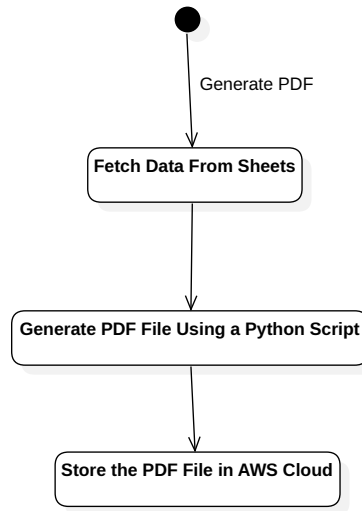 Generate PDF
Fetch Data From Sheets
Generate PDF File Using a Python Script
Store the PDF File in AWS Cloud